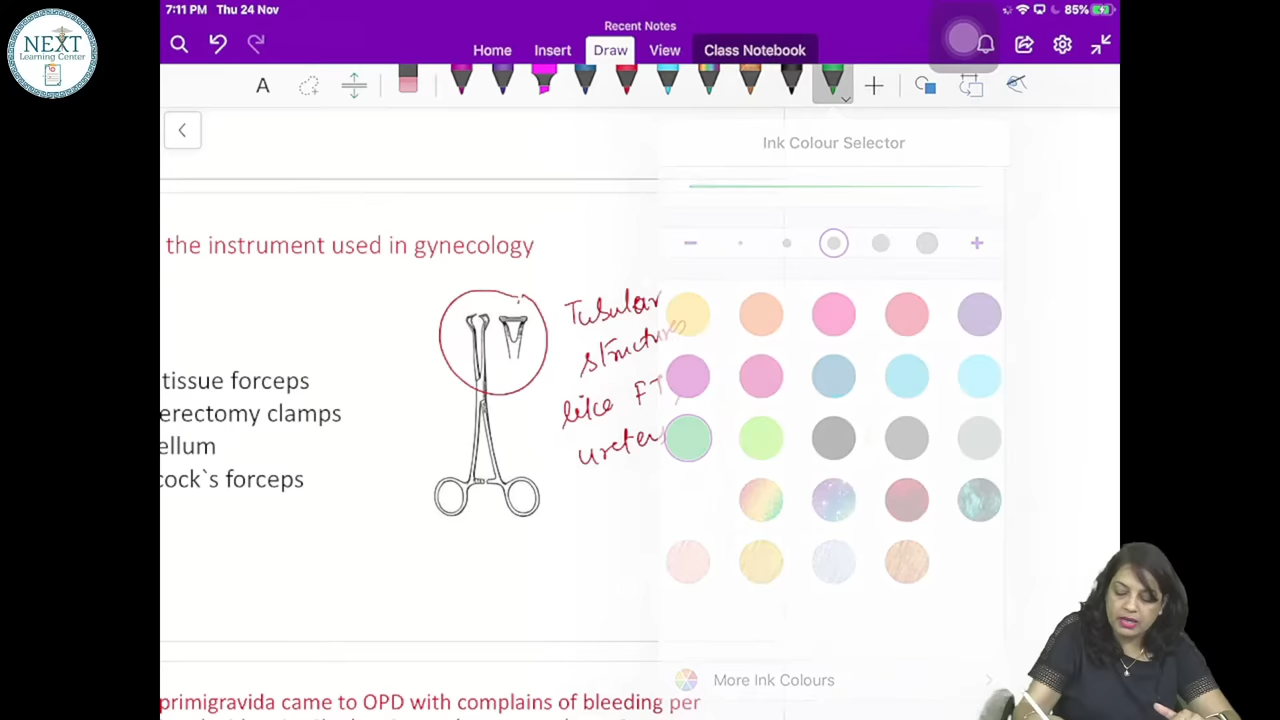 7:11 PM Thu 24 Nov
85%
NEXT
Learning Center
Recent Notes
Home Insert Draw View Class Notebook
A
Ink Colour Selector
the instrument used in gynecology
Tubular
structures
like FT,
ureters
tissue forceps
erectomy clamps
ellum
cock`s forceps
More Ink Colours
primigravida came to OPD with complains of bleeding per